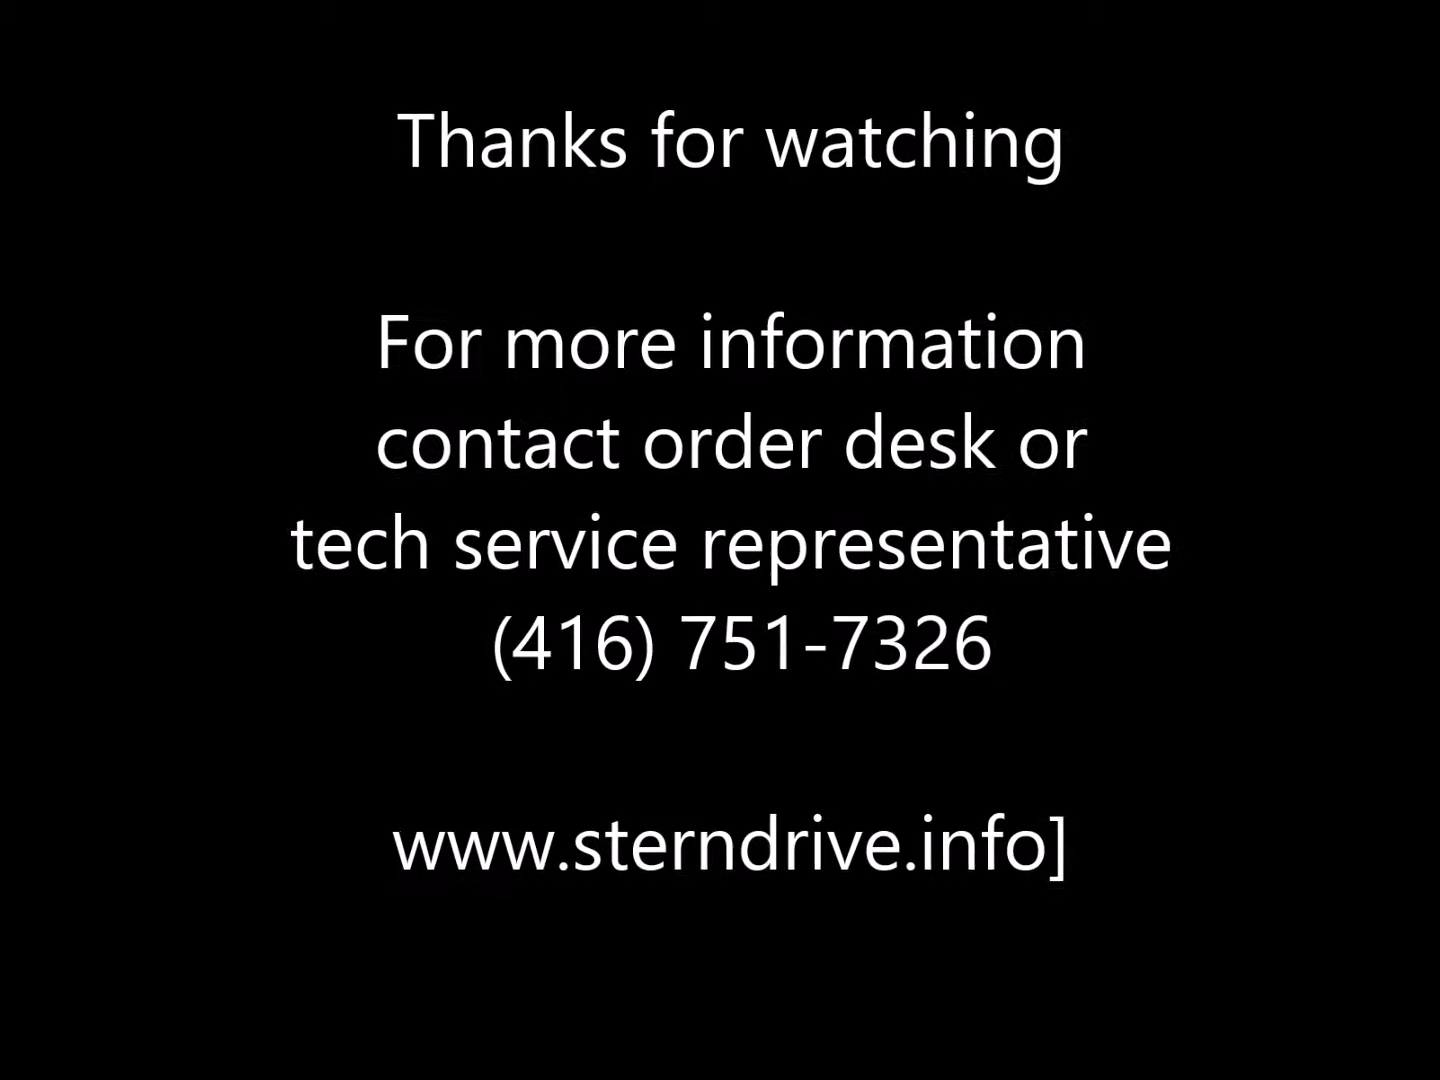 Thanks for watching
For more information
contact order desk or
tech service representative
(416) 751-7326
www.sterndrive.info]